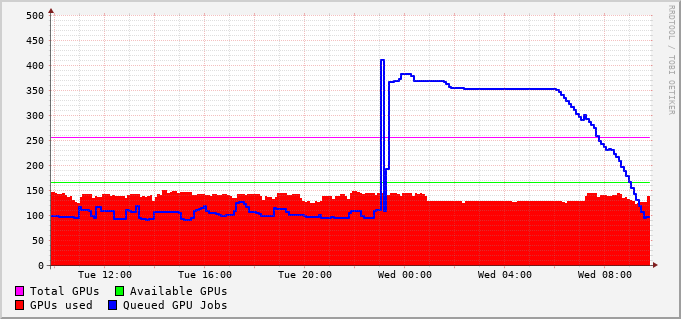 500
450
400
350
300
250
200
150
100
50
0
Tue 12:00 Tue 16:00 Tue 20:00 Wed 00:00 Wed 04:00 Wed 08:00
Total GPUs Available GPUs
GPUs used Queued GPU Jobs
RRDTOOL / TOBI OETIKER